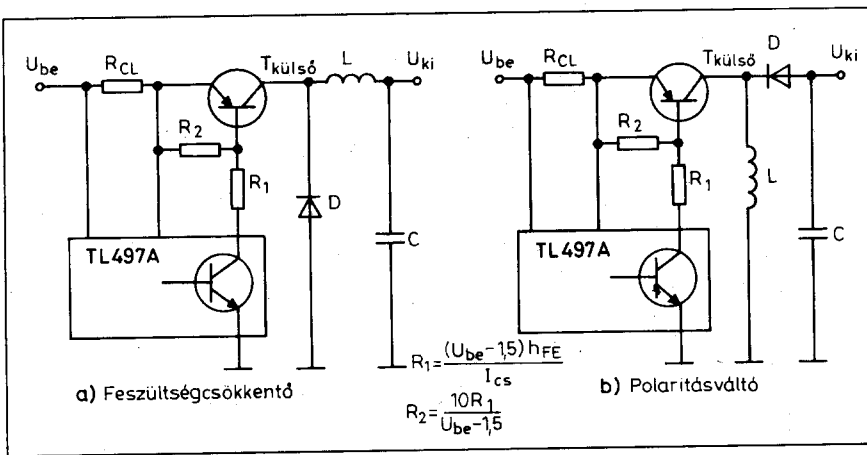 U_be
R_CL
T_külső
L
U_ki
R_2
R_1
D
C
TL497A
a) Feszültségcsökkentő
U_be
R_CL
T_külső
D
U_ki
R_2
R_1
L
C
TL497A
b) Polaritásváltó
R_1 = (U_be-1,5) h_FE / I_cs
R_2 = 10R_1 / U_be-1,5